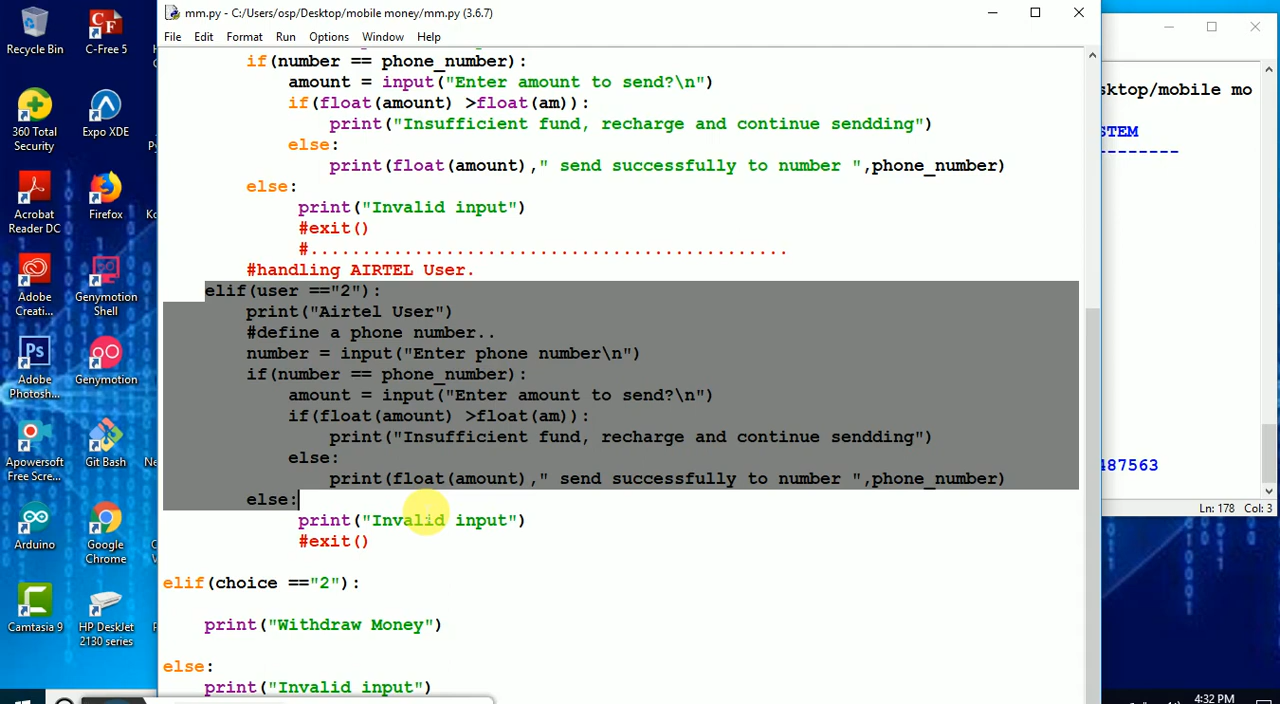 mm.py - C:/Users/osp/Desktop/mobile money/mm.py (3.6.7)
File Edit Format Run Options Window Help
if(number == phone_number):
amount = input("Enter amount to send?\n")
if(float(amount) >float(am)):
print("Insufficient fund, recharge and continue sendding")
else:
print(float(amount)," send successfully to number ",phone_number)
else:
print("Invalid input")
#exit()
#..............................................
#handling AIRTEL User.
elif(user =="2"):
print("Airtel User")
#define a phone number..
number = input("Enter phone number\n")
if(number == phone_number):
amount = input("Enter amount to send?\n")
if(float(amount) >float(am)):
print("Insufficient fund, recharge and continue sendding")
else:
print(float(amount)," send successfully to number ",phone_number)
else:
print("Invalid input")
#exit()
elif(choice =="2"):
print("Withdraw Money")
else:
print("Invalid input")
Recycle Bin
C-Free 5
360 Total Security
Expo XDE
Acrobat Reader DC
Firefox
Adobe Creati...
Genymotion Shell
Adobe Photosh...
Genymotion
Apowersoft Free Scre...
Git Bash
Arduino
Google Chrome
Camtasia 9
HP DeskJet 2130 series
sktop/mobile mo
STEM
--------
487563
Ln: 178 Col: 3
4:32 PM